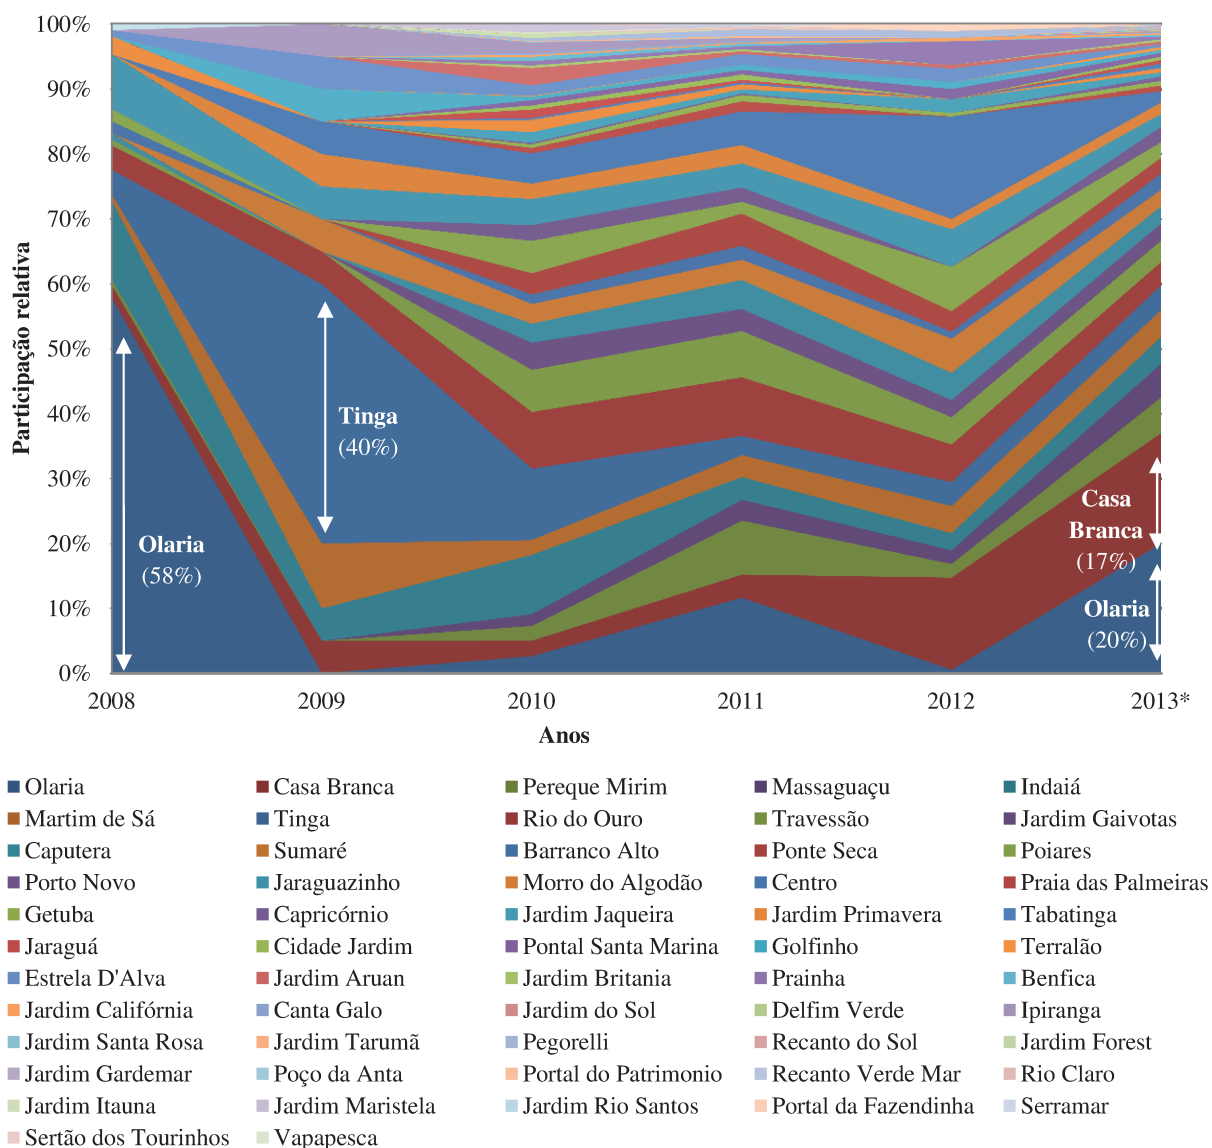 100%
90%
80%
70%
60%
50%
40%
30%
20%
10%
0%
Participação relativa
Olaria
(58%)
Tinga
(40%)
Casa
Branca
(17%)
Olaria
(20%)
2008 2009 2010 2011 2012 2013*
Anos
Olaria Casa Branca Pereque Mirim Massaguaçu Indaiá
Martim de Sá Tinga Rio do Ouro Travessão Jardim Gaivotas
Caputera Sumaré Barranco Alto Ponte Seca Poiares
Porto Novo Jaraguazinho Morro do Algodão Centro Praia das Palmeiras
Getuba Capricórnio Jardim Jaqueira Jardim Primavera Tabatinga
Jaraguá Cidade Jardim Pontal Santa Marina Golfinho Terralão
Estrela D'Alva Jardim Aruan Jardim Britania Prainha Benfica
Jardim Califórnia Canta Galo Jardim do Sol Delfim Verde Ipiranga
Jardim Santa Rosa Jardim Tarumã Pegorelli Recanto do Sol Jardim Forest
Jardim Gardemar Poço da Anta Portal do Patrimonio Recanto Verde Mar Rio Claro
Jardim Itauna Jardim Maristela Jardim Rio Santos Portal da Fazendinha Serramar
Sertão dos Tourinhos Vapapesca